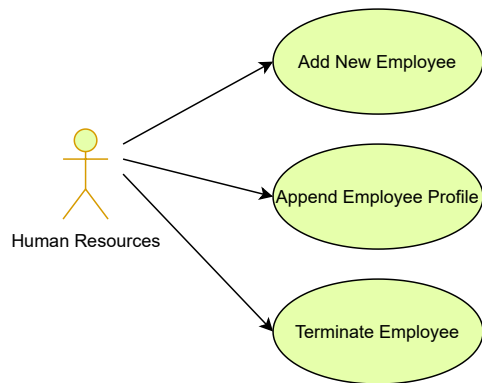 Add New Employee
Append Employee Profile
Human Resources
Terminate Employee